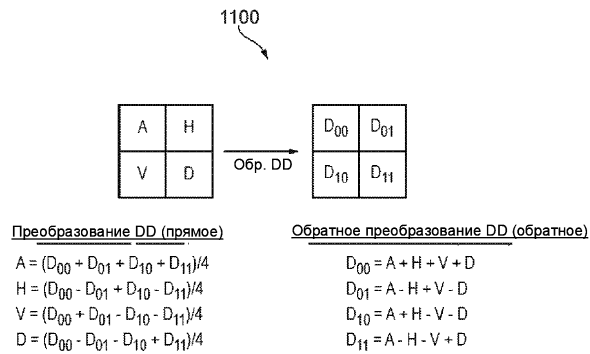 1100
A H D₀₀ D₀₁
V D D₁₀ D₁₁
Обр. DD
Преобразование DD (прямое) Обратное преобразование DD (обратное)
A = (D₀₀ + D₀₁ + D₁₀ + D₁₁)/4 D₀₀ = A + H + V + D
H = (D₀₀ - D₀₁ + D₁₀ - D₁₁)/4 D₀₁ = A - H + V - D
V = (D₀₀ + D₀₁ - D₁₀ - D₁₁)/4 D₁₀ = A + H - V - D
D = (D₀₀ - D₀₁ - D₁₀ + D₁₁)/4 D₁₁ = A - H - V + D